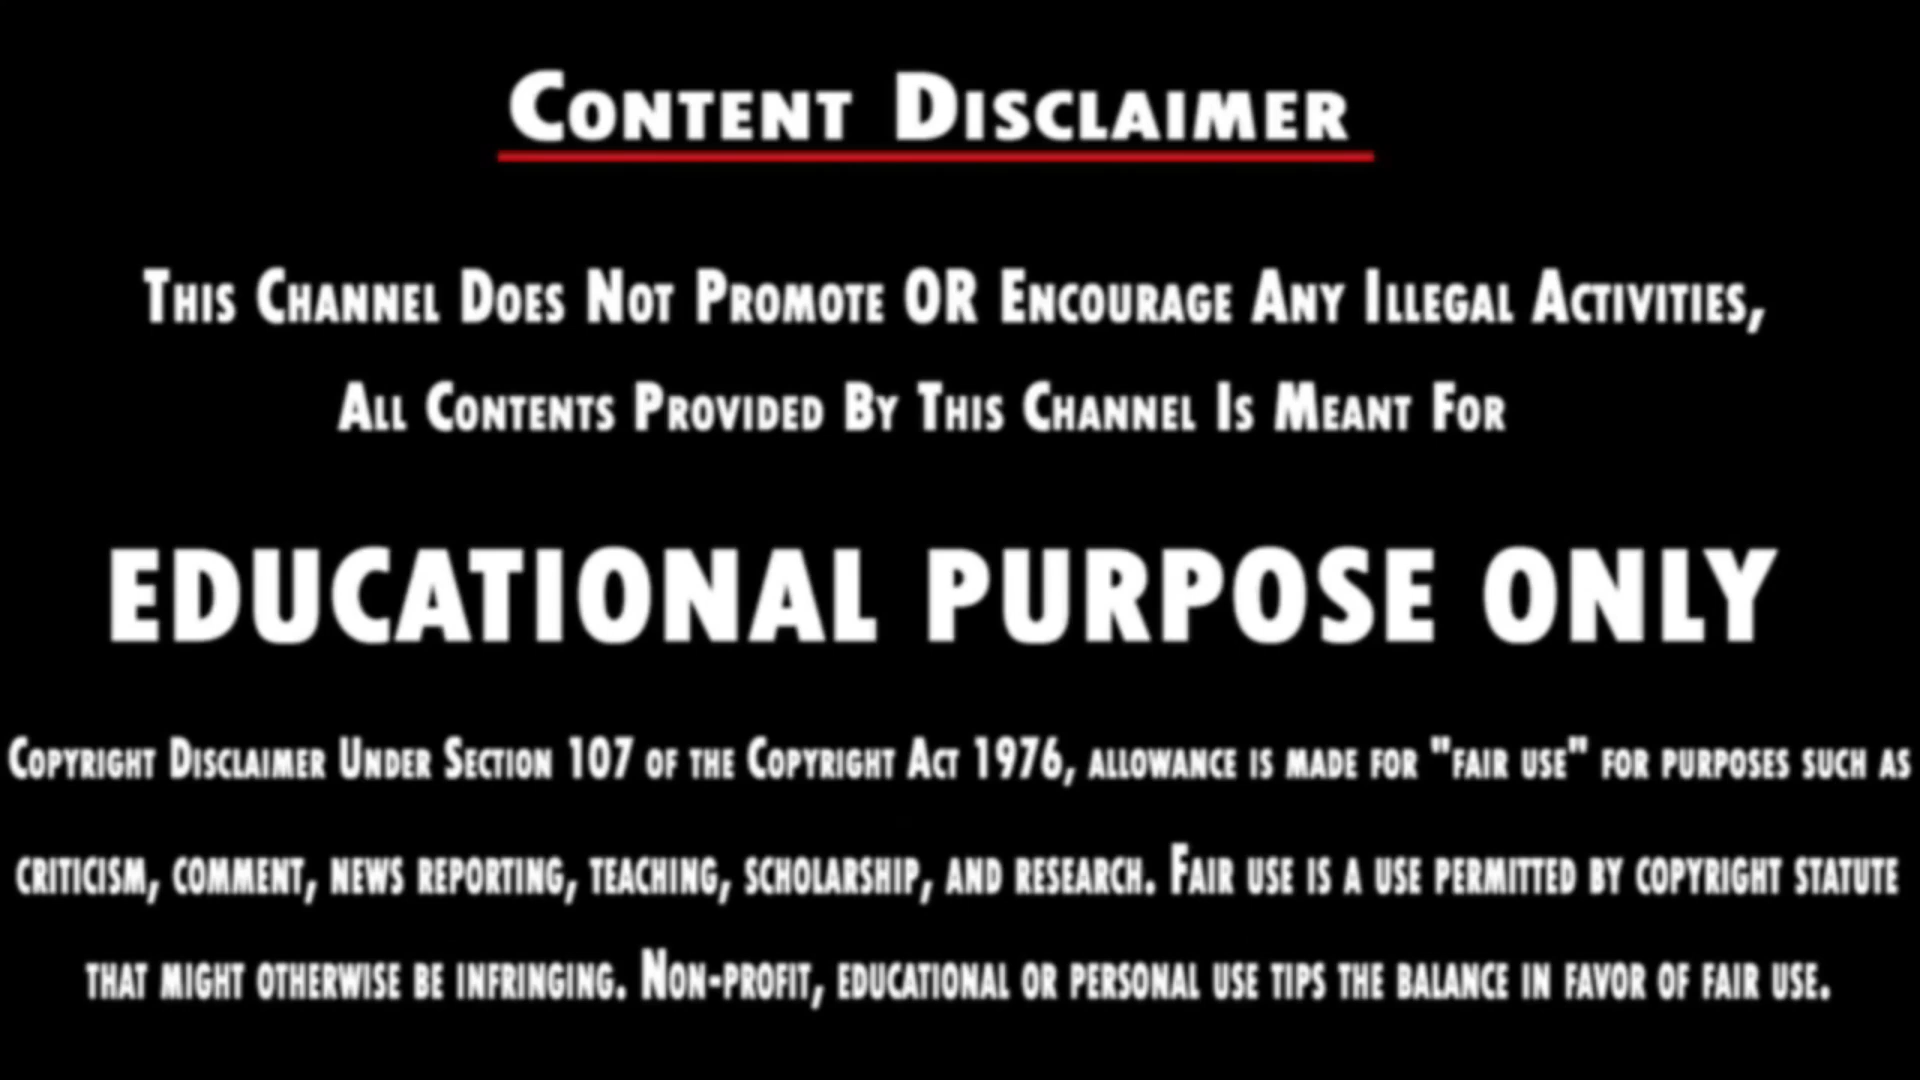 Content Disclaimer
This Channel Does Not Promote OR Encourage Any Illegal Activities,
All Contents Provided By This Channel Is Meant For
EDUCATIONAL PURPOSE ONLY
Copyright Disclaimer Under Section 107 of the Copyright Act 1976, allowance is made for "fair use" for purposes such as
criticism, comment, news reporting, teaching, scholarship, and research. Fair use is a use permitted by copyright statute
that might otherwise be infringing. Non-profit, educational or personal use tips the balance in favor of fair use.